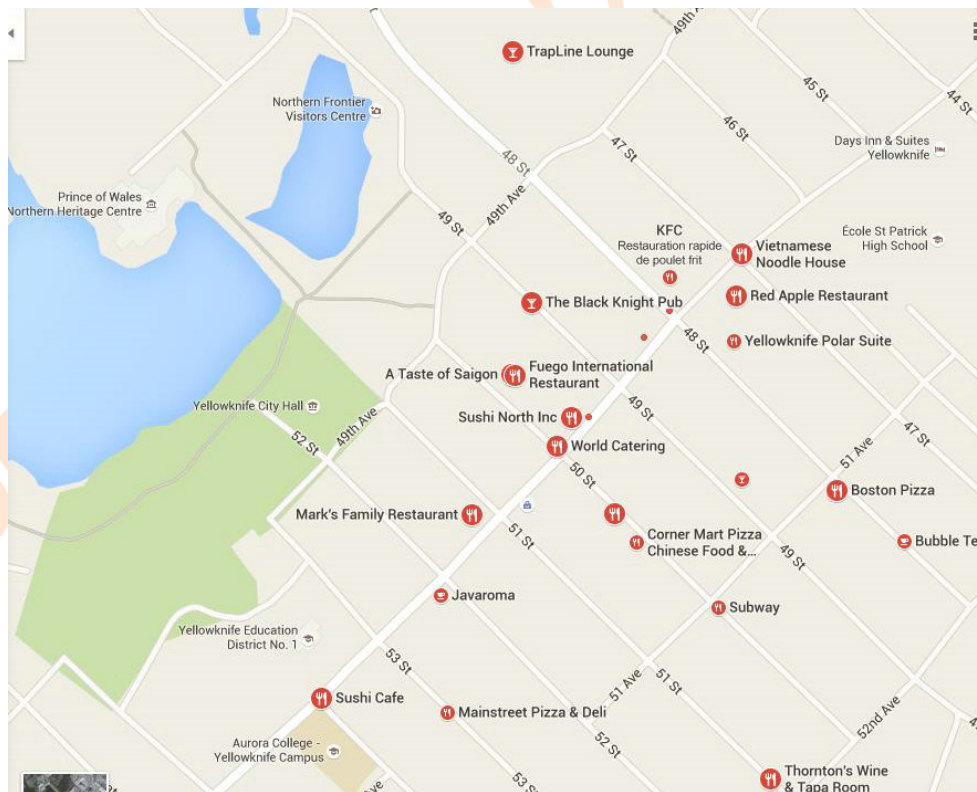 49th A
TrapLine Lounge
45 St
44 St
Northern Frontier
Visitors Centre
46 St
47 St
Days Inn & Suites
Yellowknife
48 St
Prince of Wales
Northern Heritage Centre
49th Ave
49 St
KFC
Restauration rapide
de poulet frit
École St Patrick
High School
Vietnamese
Noodle House
Red Apple Restaurant
The Black Knight Pub
48 St
Yellowknife Polar Suite
A Taste of Saigon
Fuego International
Restaurant
49 St
Yellowknife City Hall
49th Ave
Sushi North Inc
47 St
52 St
World Catering
51 Ave
50 St
Boston Pizza
Mark's Family Restaurant
51 St
Corner Mart Pizza
Chinese Food &...
49 St
Bubble Te
Javaroma
Subway
Yellowknife Education
District No. 1
53 St
51 St
51 Ave
Sushi Cafe
Mainstreet Pizza & Deli
52nd Ave
52 St
Aurora College -
Yellowknife Campus
53 St
Thornton's Wine
& Tapa Room